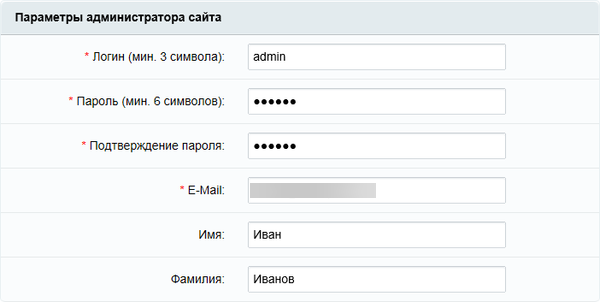 Параметры администратора сайта
* Логин (мин. 3 символа): admin
* Пароль (мин. 6 символов): ●●●●●●
* Подтверждение пароля: ●●●●●●
* E-Mail:
Имя: Иван
Фамилия: Иванов